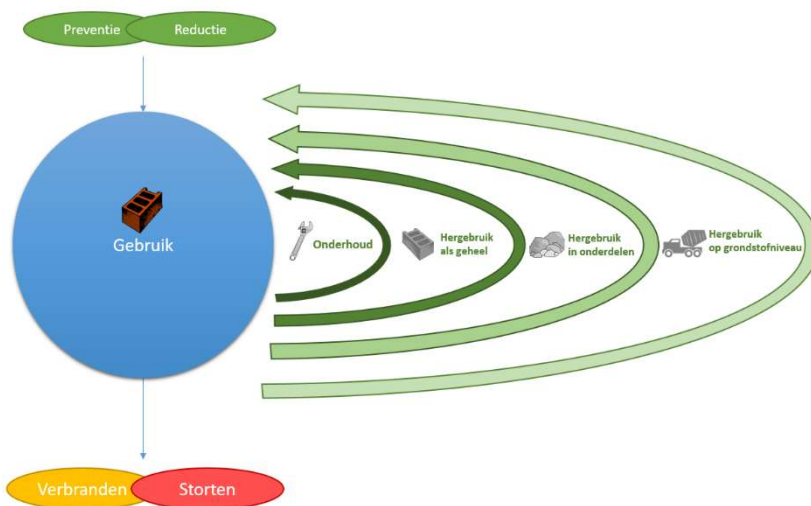 Preventie
Reductie
Gebruik
Onderhoud
Hergebruik
als geheel
Hergebruik
in onderdelen
Hergebruik
op grondstofniveau
Verbranden
Storten